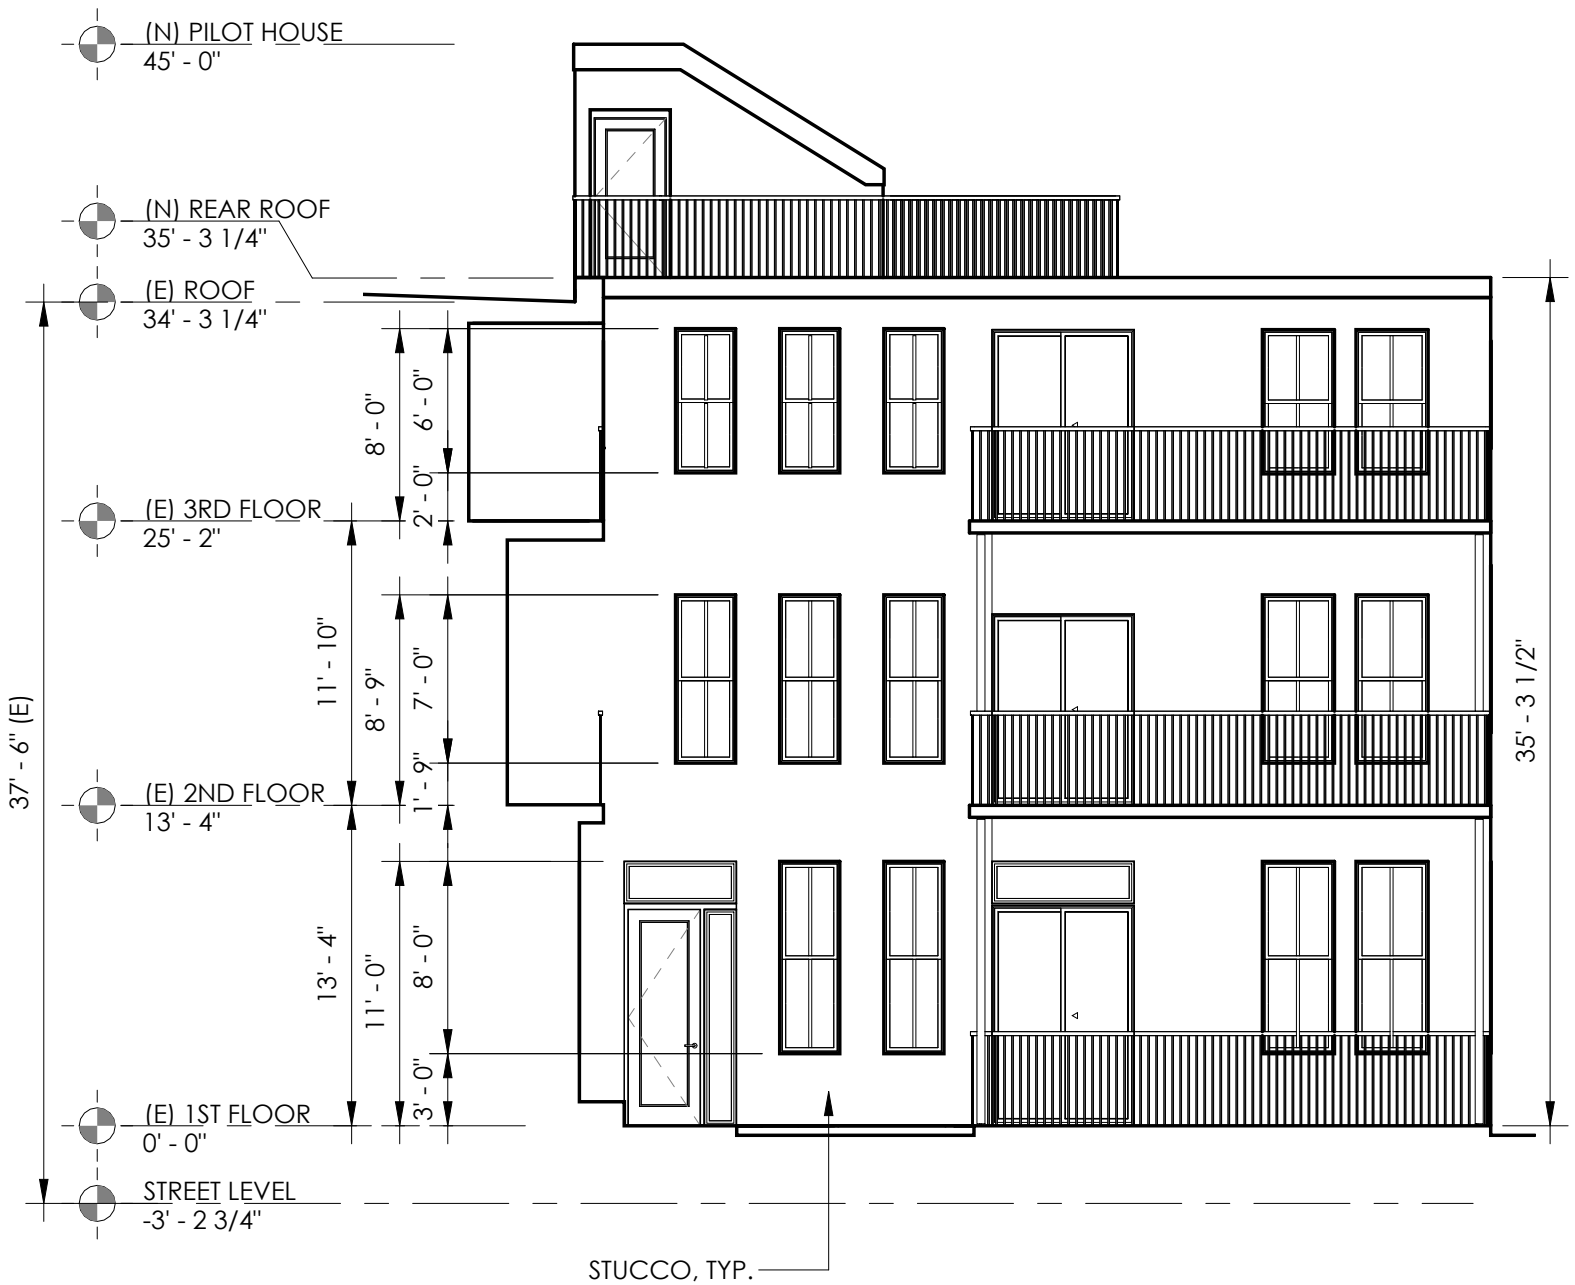 (N) PILOT HOUSE
45' - 0"
(N) REAR ROOF
35' - 3 1/4"
(E) ROOF
34' - 3 1/4"
8' - 0"
6' - 0"
2' - 0"
(E) 3RD FLOOR
25' - 2"
11' - 10"
8' - 9"
7' - 0"
1' - 9"
37' - 6" (E)
35' - 3 1/2"
(E) 2ND FLOOR
13' - 4"
13' - 4"
11' - 0"
8' - 0"
3' - 0"
(E) 1ST FLOOR
0' - 0"
STREET LEVEL
-3' - 2 3/4"
STUCCO, TYP.